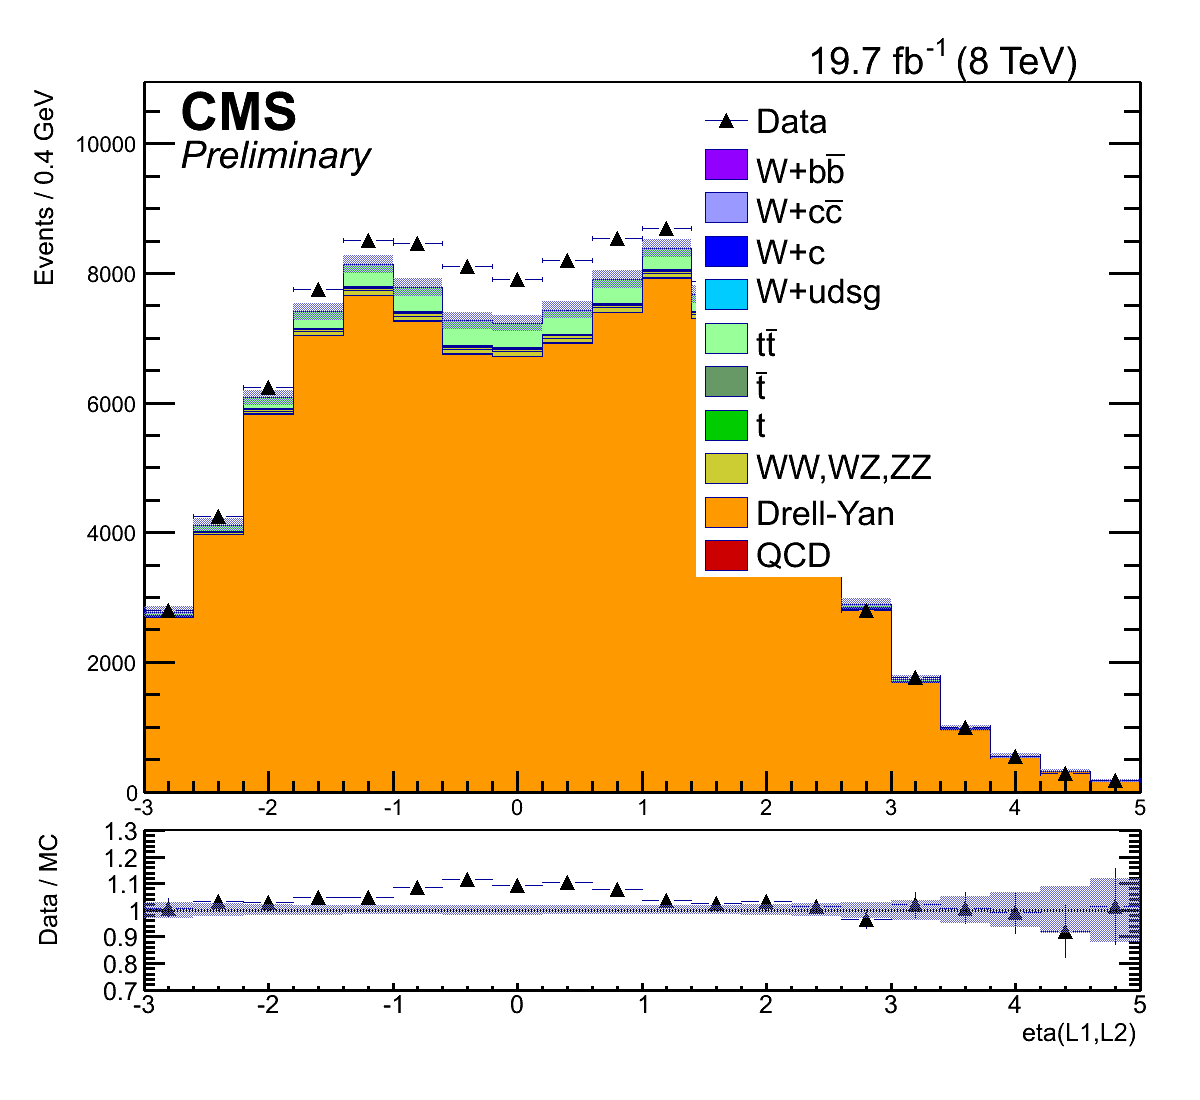 19.7 fb⁻¹ (8 TeV)
CMS
Preliminary
Events / 0.4 GeV
10000
8000
6000
4000
2000
0
Data
W+bb̅
W+cc̅
W+c
W+udsg
tt̅
t̅
t
WW,WZ,ZZ
Drell-Yan
QCD
-3 -2 -1 0 1 2 3 4 5
Data / MC
1.3
1.2
1.1
1
0.9
0.8
0.7
-3 -2 -1 0 1 2 3 4 5
eta(L1,L2)